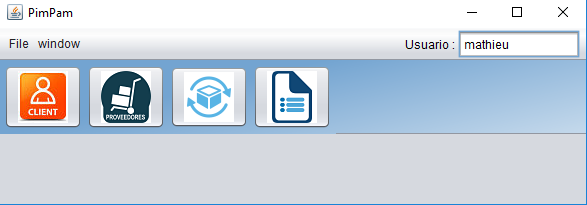 PimPam
File window Usuario : mathieu
CLIENT PROVEEDORES